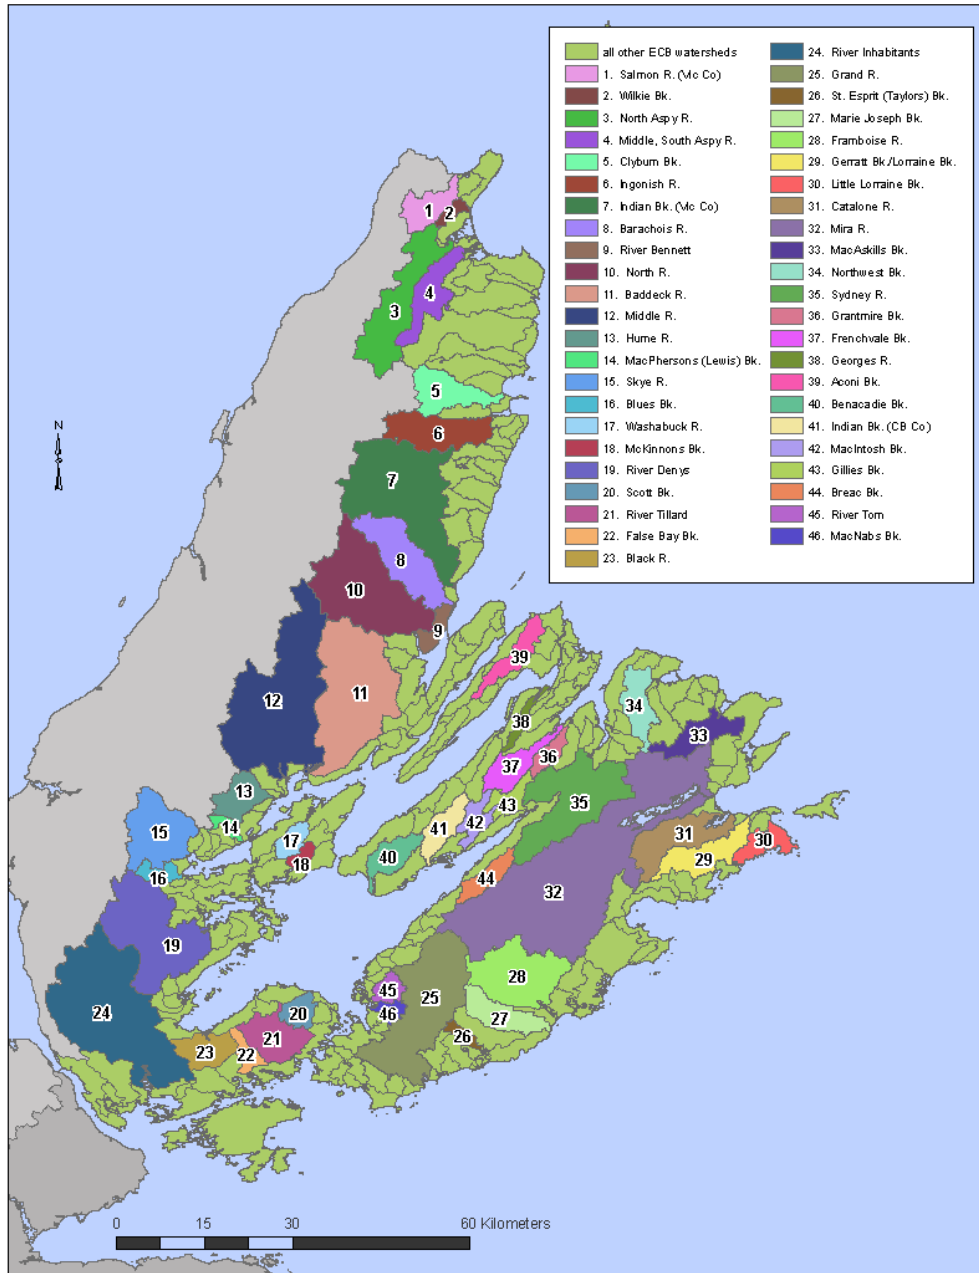 all other ECB watersheds
1. Salmon R. (Vic Co)
2. Wilkie Bk.
3. North Aspy R.
4. Middle, South Aspy R.
5. Clyburn Bk.
6. Ingonish R.
7. Indian Bk. (Vic Co)
8. Barachois R.
9. River Bennett
10. North R.
11. Baddeck R.
12. Middle R.
13. Hume R.
14. MacPhersons (Lewis) Bk.
15. Skye R.
16. Blues Bk.
17. Washabuck R.
18. McKinnons Bk.
19. River Denys
20. Scott Bk.
21. River Tillard
22. False Bay Bk.
23. Black R.
24. River Inhabitants
25. Grand R.
26. St. Esprit (Taylors) Bk.
27. Marie Joseph Bk.
28. Framboise R.
29. Gerratt Bk/Lorraine Bk.
30. Little Lorraine Bk.
31. Catalone R.
32. Mira R.
33. MacAskills Bk.
34. Northwest Bk.
35. Sydney R.
36. Grantmire Bk.
37. Frenchvale Bk.
38. Georges R.
39. Aconi Bk.
40. Benacadie Bk.
41. Indian Bk. (CB Co)
42. MacIntosh Bk.
43. Gillies Bk.
44. Breac Bk.
45. River Tom
46. MacNabs Bk.
1
2
3
4
5
6
N
7
8
10
9
39
12
11
34
38
33
37
36
13
35
43
14
15
17
41
42
31
18
40
29
30
16
44
32
19
28
45
25
24
46
20
27
21
26
23
22
0 15 30 60 Kilometers